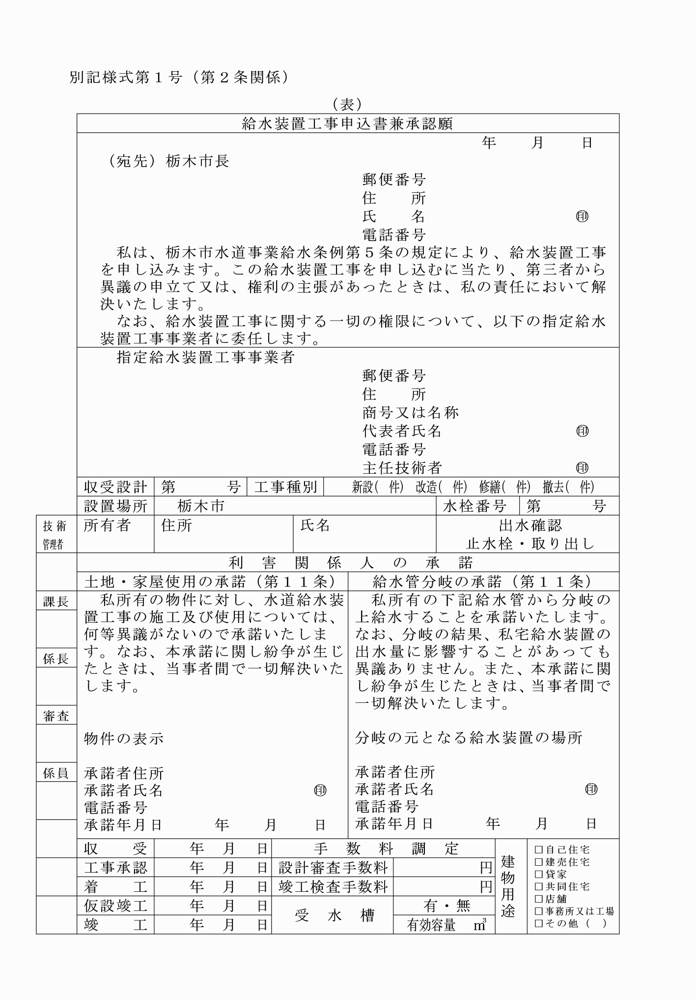 別記様式第１号（第２条関係）
（表）
給水装置工事申込書兼承認願
年　　月　　日
（宛先）栃木市長
郵便番号
住　　所
氏　　名　㊞
電話番号
　私は、栃木市水道事業給水条例第５条の規定により、給水装置工事
を申し込みます。この給水装置工事を申し込むに当たり、第三者から
異議の申立て又は、権利の主張があったときは、私の責任において解
決いたします。
　なお、給水装置工事に関する一切の権限について、以下の指定給水
装置工事事業者に委任します。
指定給水装置工事事業者
郵便番号
住　　所
商号又は名称
代表者氏名　㊞
電話番号
主任技術者　㊞
収受設計　第　　　号　工事種別　新設(　件)　改造(　件)　修繕(　件)　撤去(　件)
設置場所　栃木市　水栓番号　第　　　号
技術
管理者
所有者　住所　氏名　出水確認
止水栓・取り出し
利　害　関　係　人　の　承　諾
土地・家屋使用の承諾（第１１条）　給水管分岐の承諾（第１１条）
課長
係長
審査
係員
　私所有の物件に対し、水道給水装
置工事の施工及び使用については、
何等異議がないので承諾いたしま
す。なお、本承諾に関し紛争が生じ
たときは、当事者間で一切解決いた
します。
物件の表示
承諾者住所
承諾者氏名　㊞
電話番号
承諾年月日　　　年　　月　　日
　私所有の下記給水管から分岐の
上給水することを承諾いたします。
なお、分岐の結果、私宅給水装置の
出水量に影響することがあっても
異議ありません。また、本承諾に関
し紛争が生じたときは、当事者間で
一切解決いたします。
分岐の元となる給水装置の場所
承諾者住所
承諾者氏名　㊞
電話番号
承諾年月日　　　年　　月　　日
収　　受　年　月　日　手　数　料　調　定
工事承認　年　月　日　設計審査手数料　円
着　　工　年　月　日　竣工検査手数料　円
仮設竣工　年　月　日　受　水　槽　有・無
竣　　工　年　月　日　有効容量　㎥
建物用途
□自己住宅
□建売住宅
□貸家
□共同住宅
□店舗
□事務所又は工場
□その他（　）